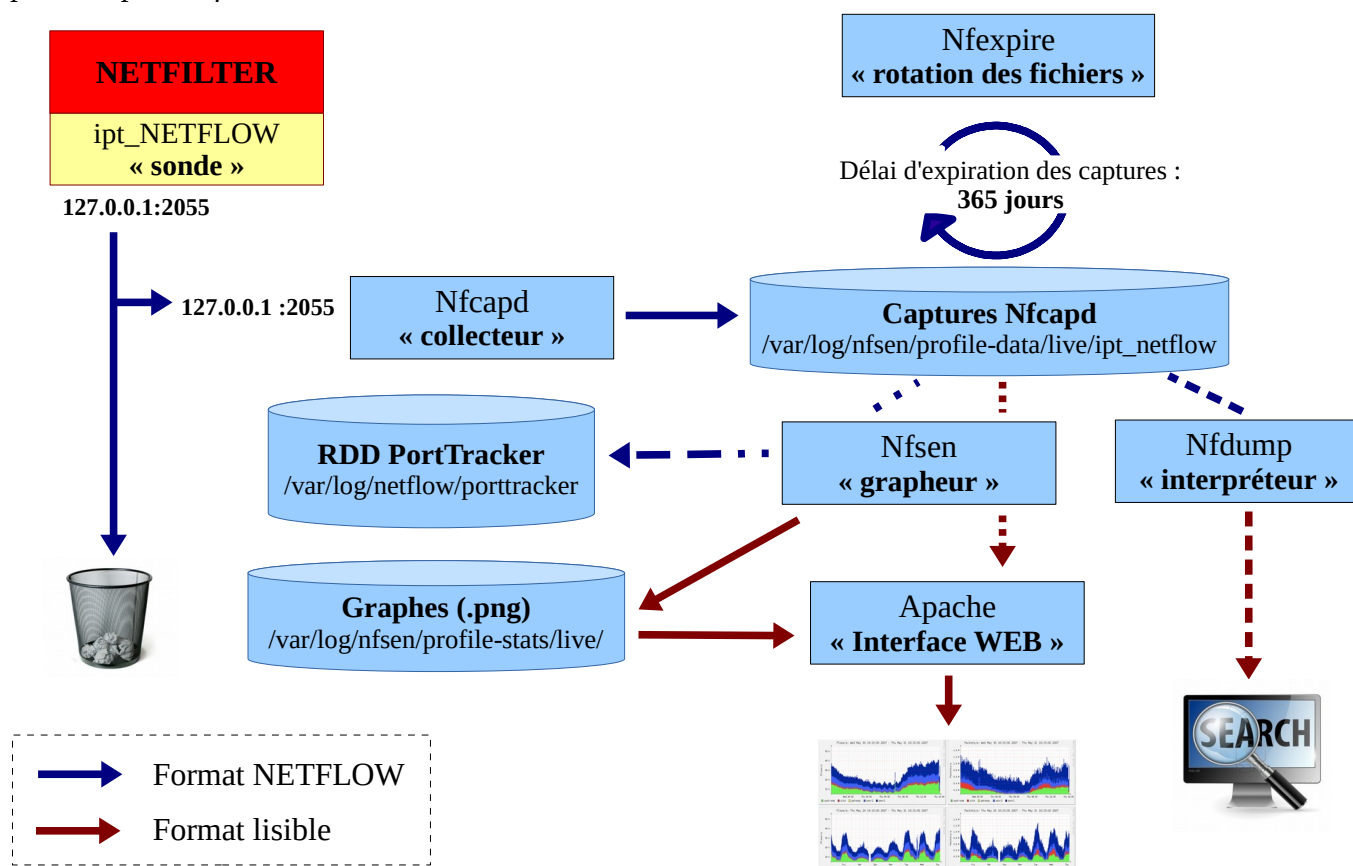 NETFILTER
ipt_NETFLOW
« sonde »
127.0.0.1:2055
Nfexpire
« rotation des fichiers »
Délai d'expiration des captures :
365 jours
127.0.0.1 :2055
Nfcapd
« collecteur »
Captures Nfcapd
/var/log/nfsen/profile-data/live/ipt_netflow
RDD PortTracker
/var/log/netflow/porttracker
Nfsen
« grapheur »
Nfdump
« interpréteur »
Graphes (.png)
/var/log/nfsen/profile-stats/live/
Apache
« Interface WEB »
SEARCH
Format NETFLOW
Format lisible